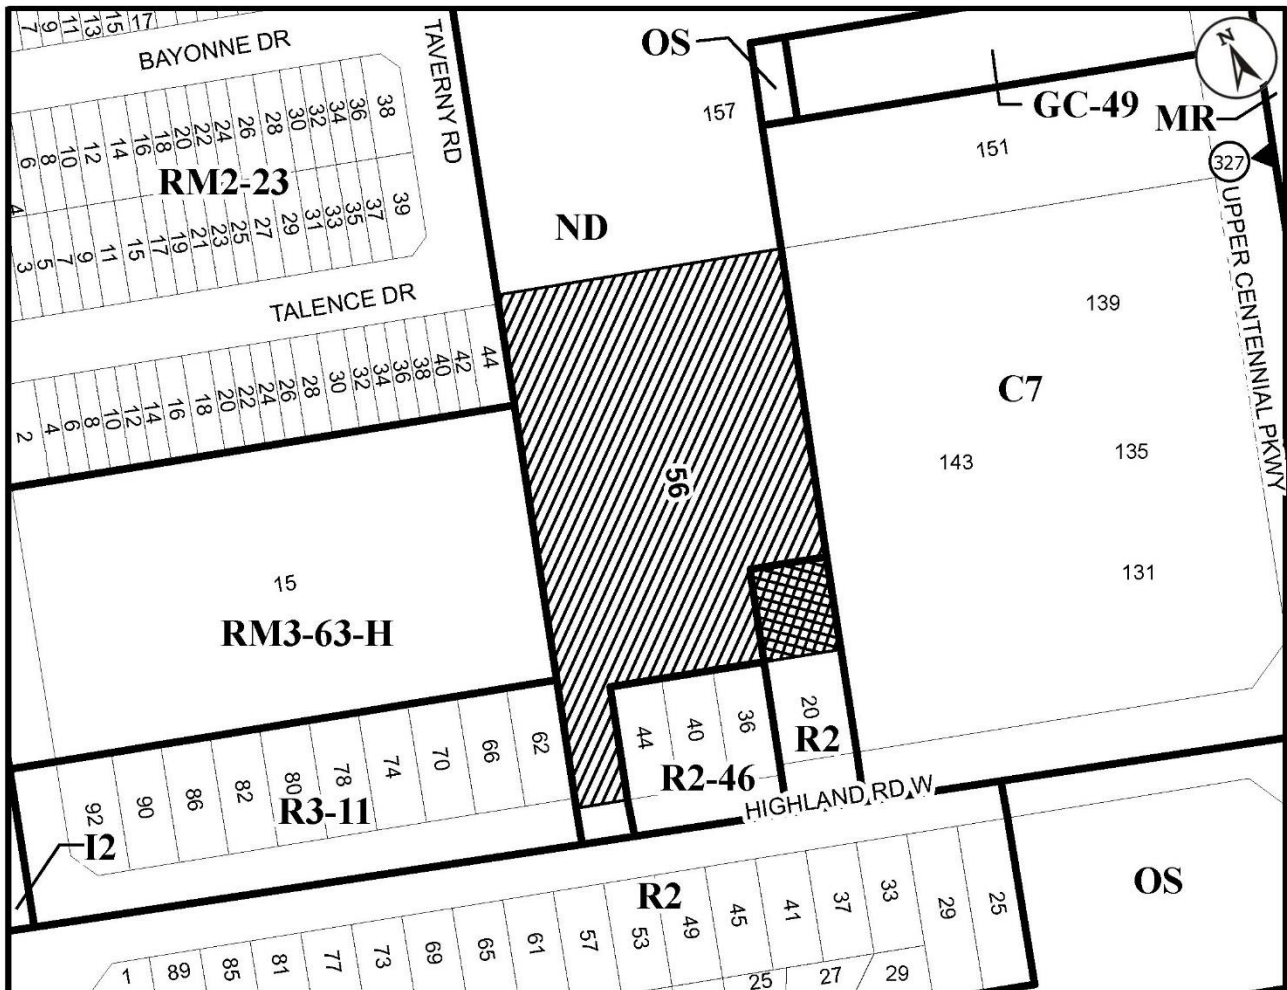 7 9 11 13 15 17
BAYONNE DR
TAVERNY RD
OS
157
GC-49
MR
N
151
327
UPPER CENTENNIAL PKWY
4 6 8 10 12 14 16 18 20 22 24 26 28 30 32 34 36 38
RM2-23
3 5 7 9 11 15 17 19 21 23 25 27 29 31 33 35 37 39
ND
TALENCE DR
139
2 4 6 8 10 12 14 16 18 20 22 24 26 28 30 32 34 36 38 40 42 44
C7
56
143
135
15
131
RM3-63-H
92 90 86 82 80 78 74 70 66 62
R3-11
44 40 36 20
R2-46
R2
HIGHLAND RD W
I2
R2
OS
1 89 85 81 77 73 69 65 61 57 53 49 45 41 37 33 29 25
25 27 29